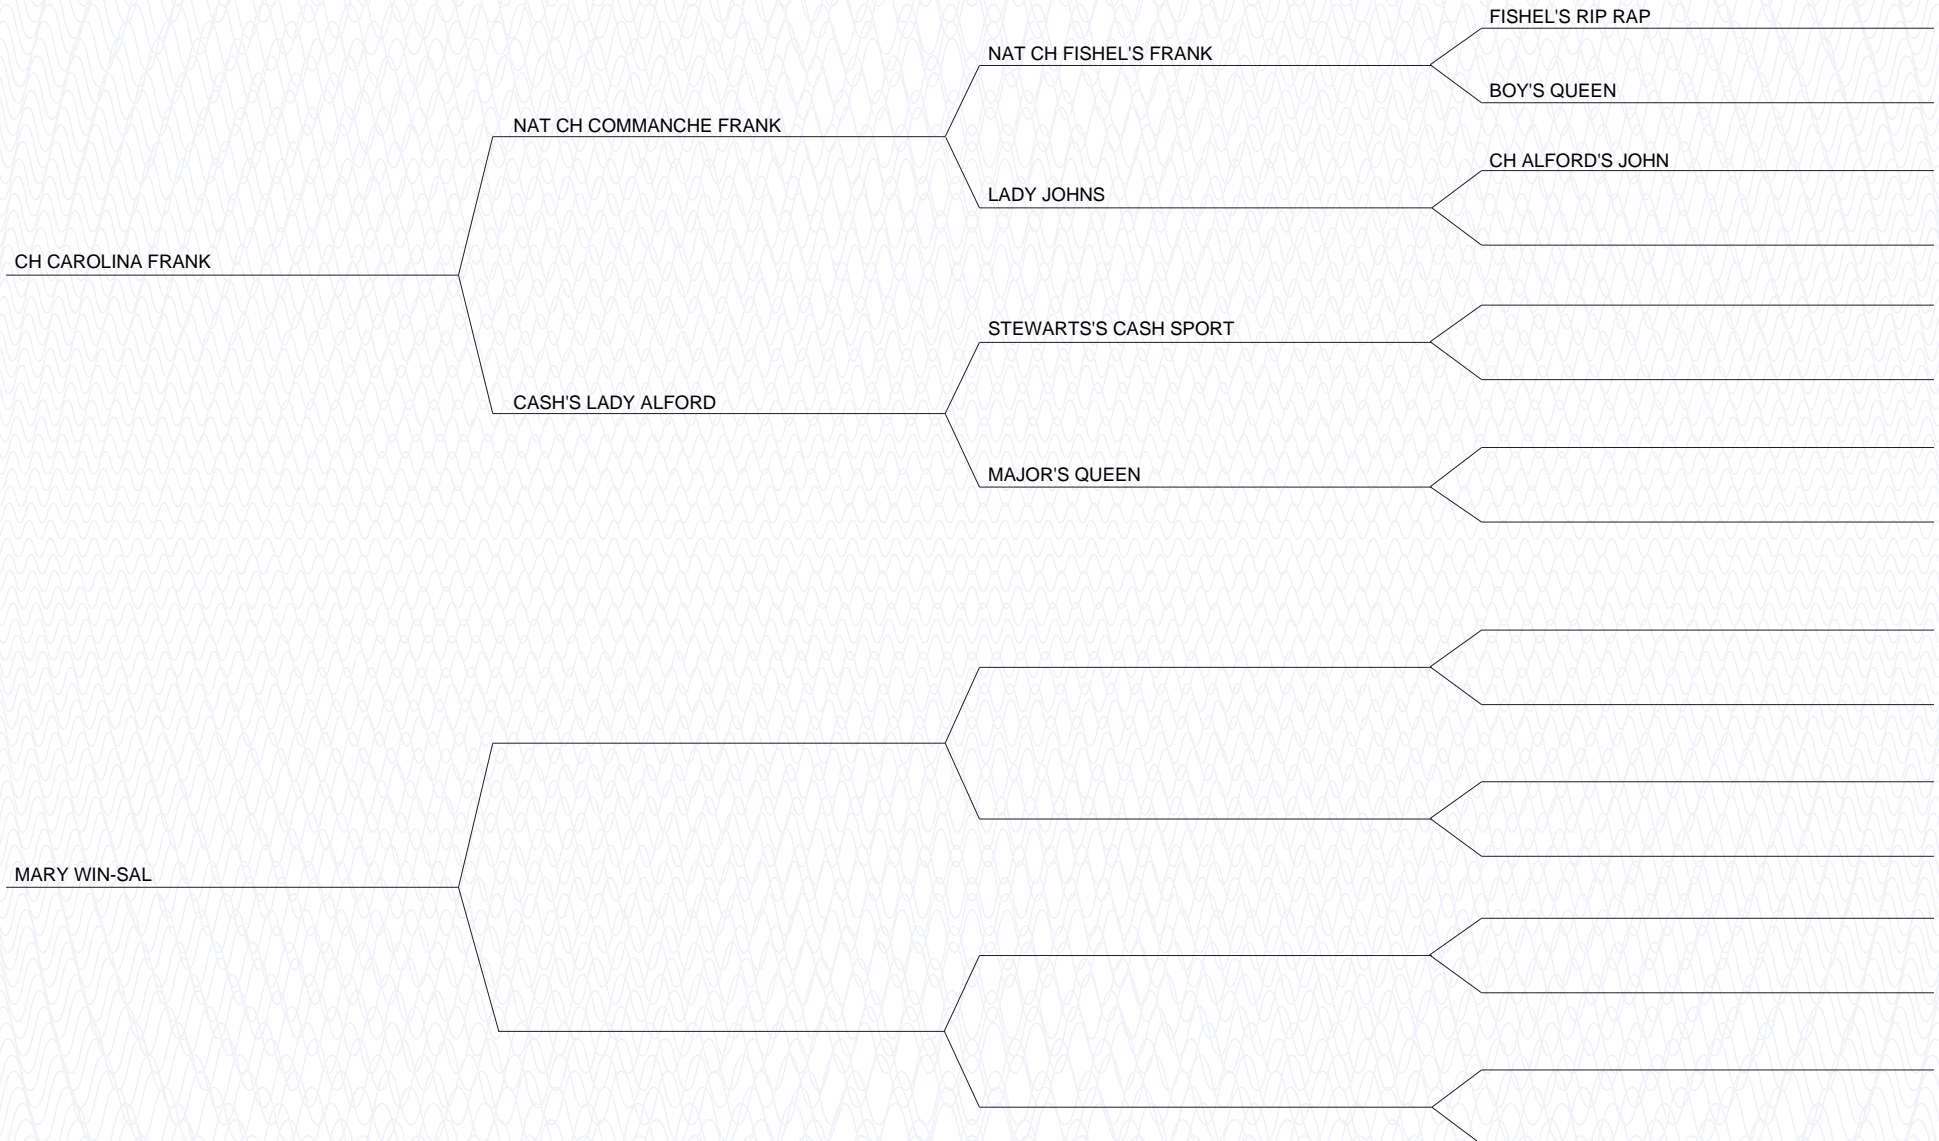 FISHEL'S RIP RAP
NAT CH FISHEL'S FRANK
BOY'S QUEEN
NAT CH COMMANCHE FRANK
CH ALFORD'S JOHN
LADY JOHNS
CH CAROLINA FRANK
STEWARTS'S CASH SPORT
CASH'S LADY ALFORD
MAJOR'S QUEEN
MARY WIN-SAL